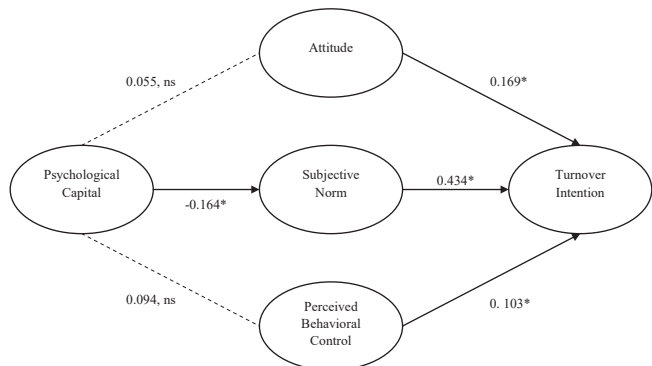 Attitude
0.055, ns
0.169*
Psychological
Capital
-0.164*
Subjective
Norm
0.434*
Turnover
Intention
0.094, ns
Perceived
Behavioral
Control
0. 103*